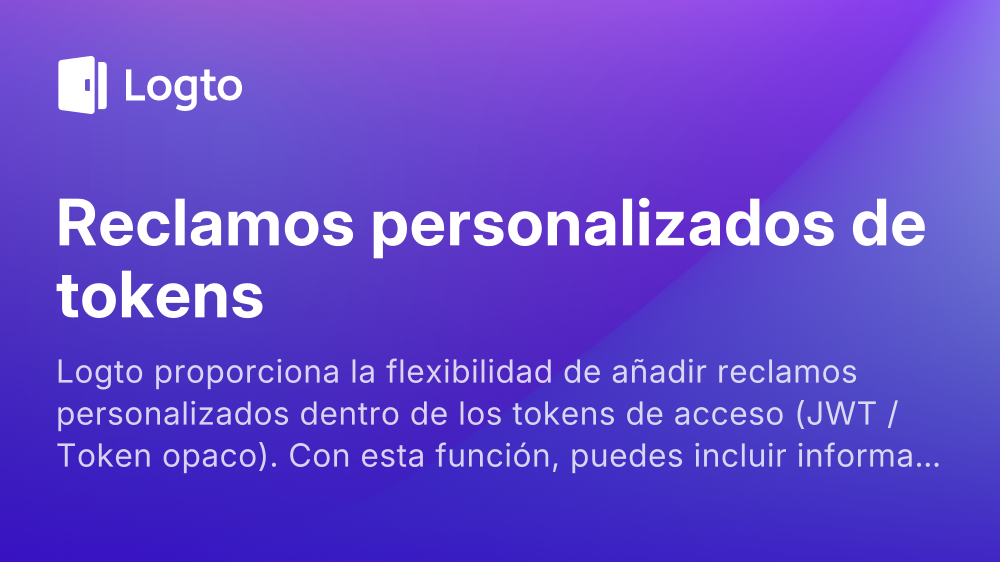 Logto
Reclamos personalizados de
tokens
Logto proporciona la flexibilidad de añadir reclamos
personalizados dentro de los tokens de acceso (JWT /
Token opaco). Con esta función, puedes incluir informa...